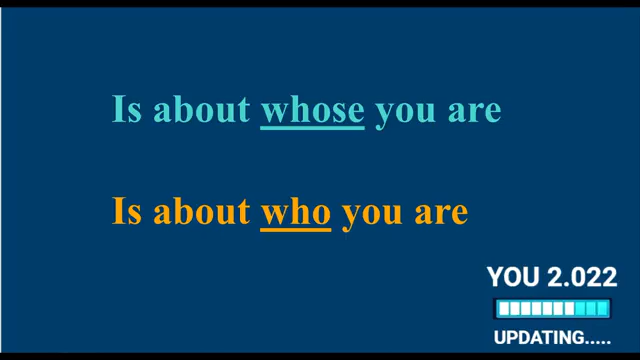 Is about whose you are
Is about who you are
YOU 2.022
UPDATING.....